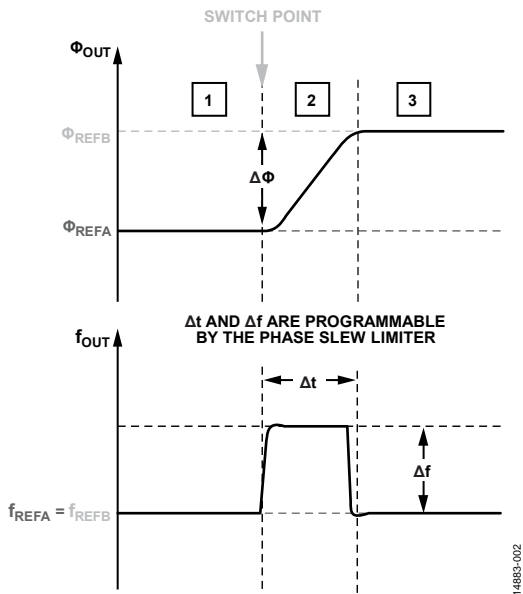 SWITCH POINT
ΦOUT
1 2 3
ΦREFB
ΔΦ
ΦREFA
Δt AND Δf ARE PROGRAMMABLE
BY THE PHASE SLEW LIMITER
fOUT
Δt
Δf
fREFA = fREFB
14883-002